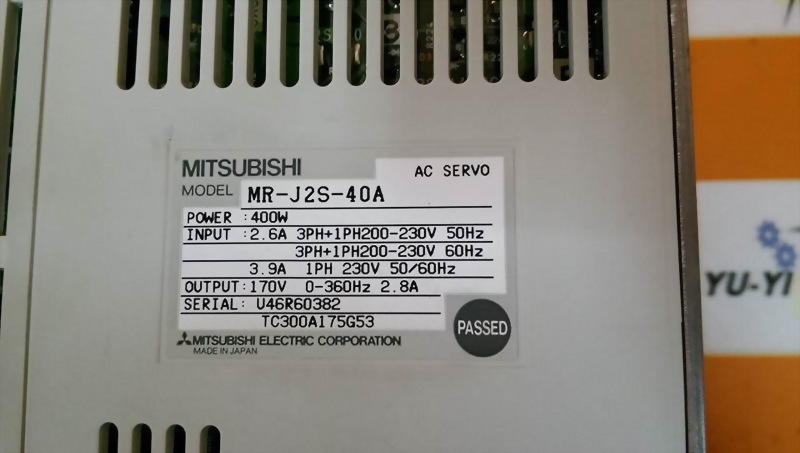 MITSUBISHI
AC SERVO
MODEL MR-J2S-40A
POWER :400W
INPUT :2.6A 3PH+1PH200-230V 50Hz
3PH+1PH200-230V 60Hz
3.9A 1PH 230V 50/60Hz
OUTPUT:170V 0-360Hz 2.8A
SERIAL: U46R60382
TC300A175G53
PASSED
MITSUBISHI ELECTRIC CORPORATION
MADE IN JAPAN
YU-YI